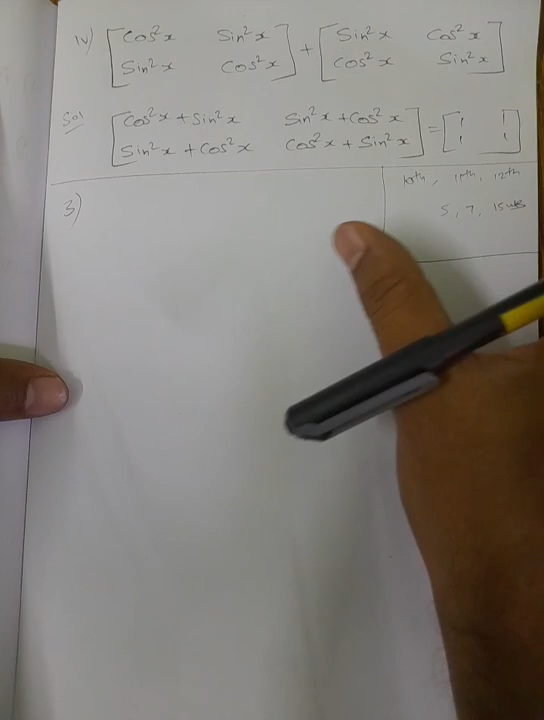 iv) [Cos²x Sin²x] + [Sin²x Cos²x]
[Sin²x Cos²x] [Cos²x Sin²x]
Sol [Cos²x + Sin²x Sin²x + Cos²x] = [1 1]
[Sin²x + Cos²x Cos²x + Sin²x] [1 1]
10th, 11th, 12th
3)
5, 7, 15